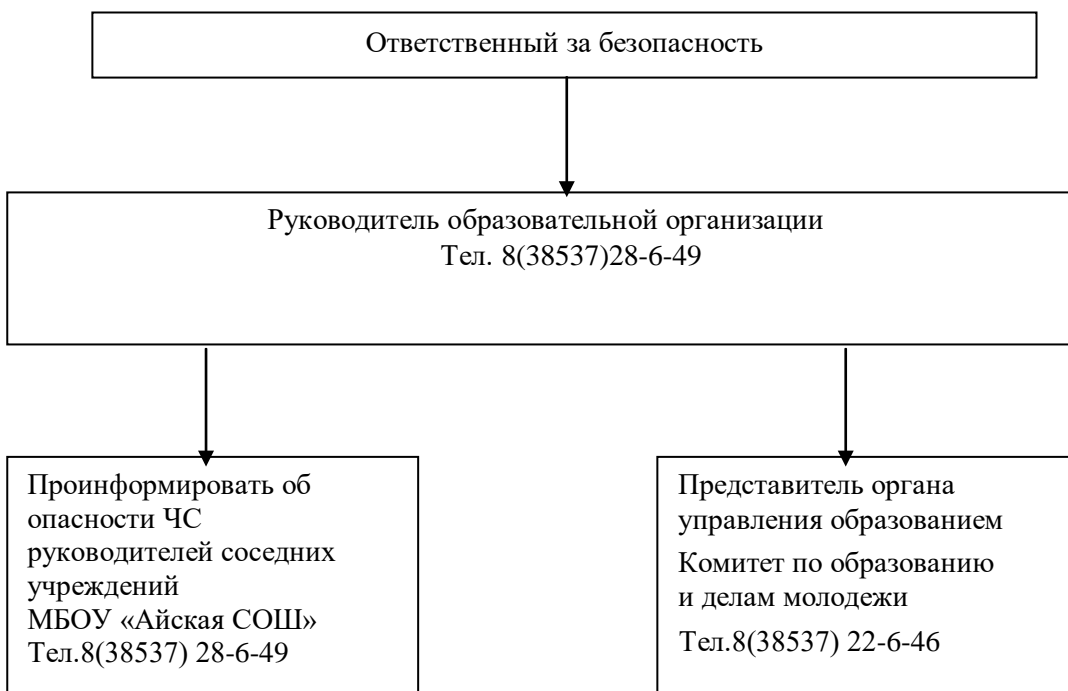 Ответственный за безопасность
Руководитель образовательной организации
Тел. 8(38537)28-6-49
Проинформировать об
опасности ЧС
руководителей соседних
учреждений
МБОУ «Айская СОШ»
Тел.8(38537) 28-6-49
Представитель органа
управления образованием
Комитет по образованию
и делам молодежи
Тел.8(38537) 22-6-46